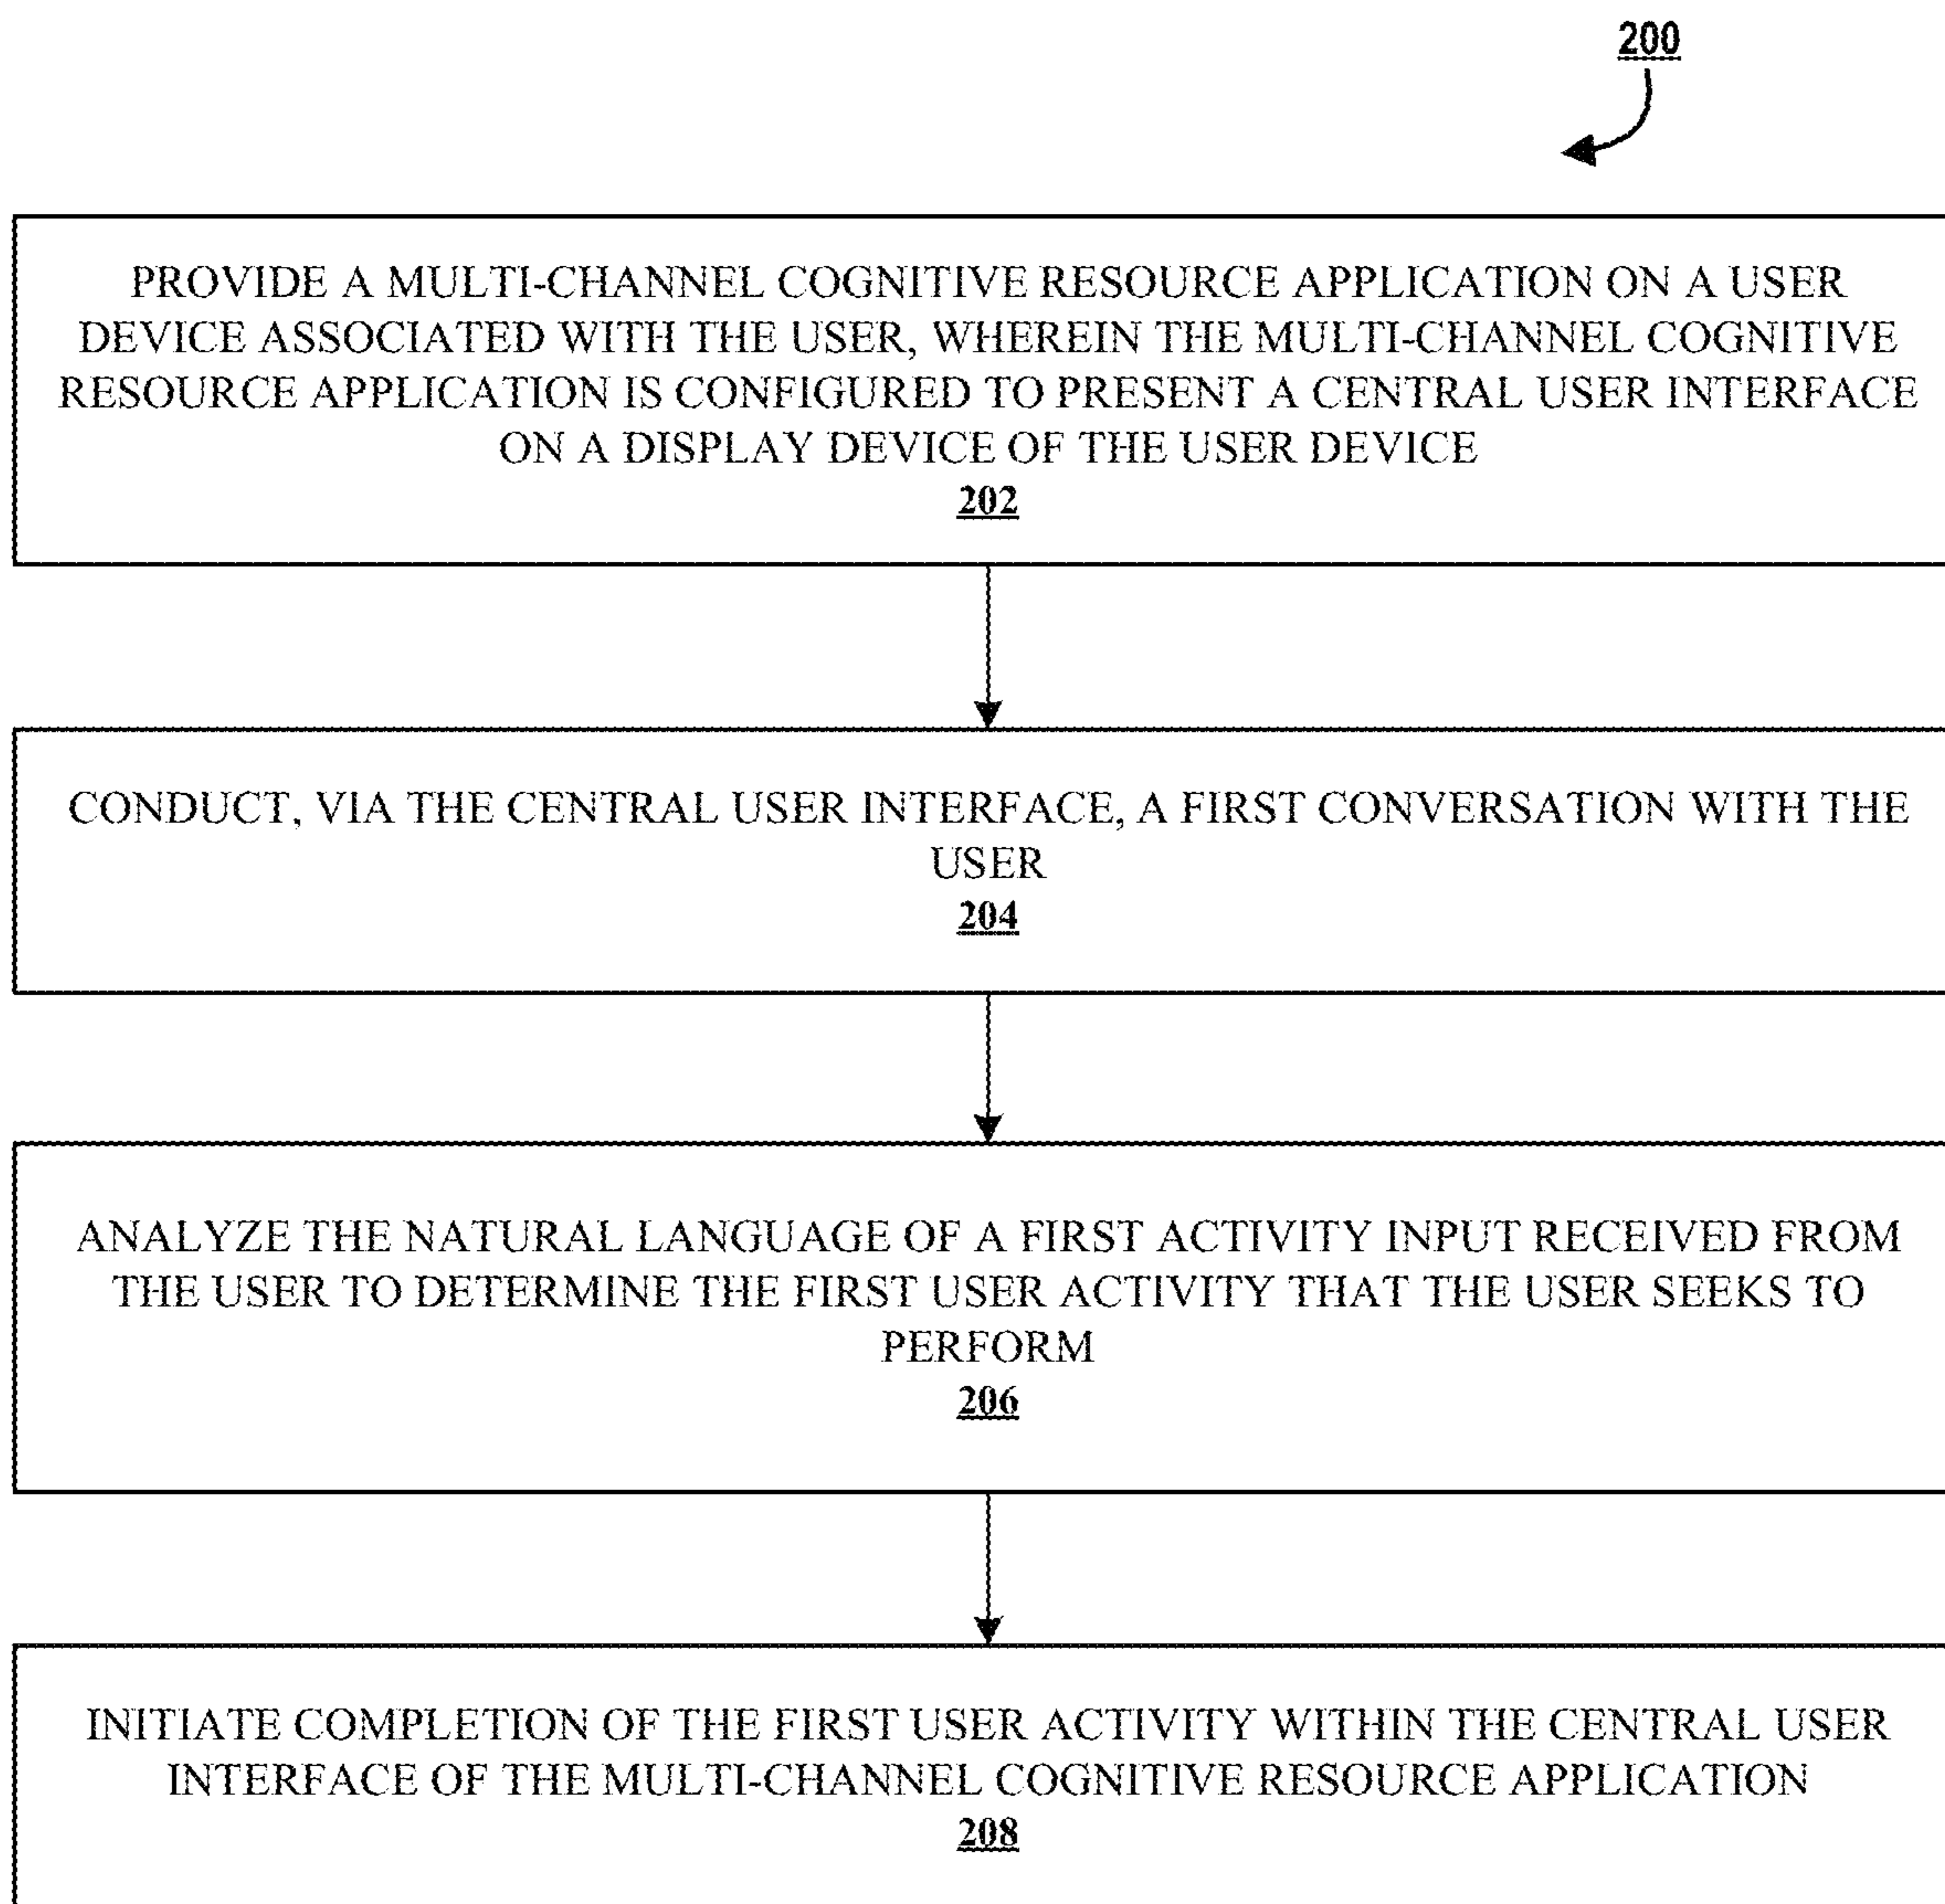 200
PROVIDE A MULTI-CHANNEL COGNITIVE RESOURCE APPLICATION ON A USER
DEVICE ASSOCIATED WITH THE USER, WHEREIN THE MULTI-CHANNEL COGNITIVE
RESOURCE APPLICATION IS CONFIGURED TO PRESENT A CENTRAL USER INTERFACE
ON A DISPLAY DEVICE OF THE USER DEVICE
202
CONDUCT, VIA THE CENTRAL USER INTERFACE, A FIRST CONVERSATION WITH THE
USER
204
ANALYZE THE NATURAL LANGUAGE OF A FIRST ACTIVITY INPUT RECEIVED FROM
THE USER TO DETERMINE THE FIRST USER ACTIVITY THAT THE USER SEEKS TO
PERFORM
206
INITIATE COMPLETION OF THE FIRST USER ACTIVITY WITHIN THE CENTRAL USER
INTERFACE OF THE MULTI-CHANNEL COGNITIVE RESOURCE APPLICATION
208